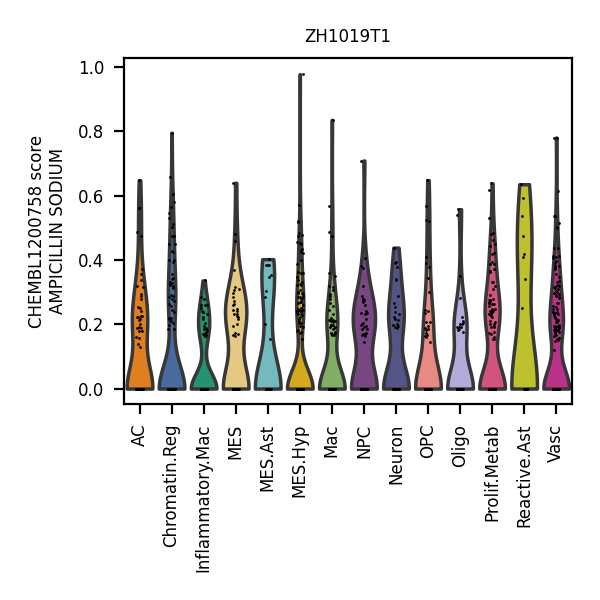 ZH1019T1
CHEMBL1200758 score
AMPICILLIN SODIUM
1.0
0.8
0.6
0.4
0.2
0.0
AC
Chromatin.Reg
Inflammatory.Mac
MES
MES.Ast
MES.Hyp
Mac
NPC
Neuron
OPC
Oligo
Prolif.Metab
Reactive.Ast
Vasc